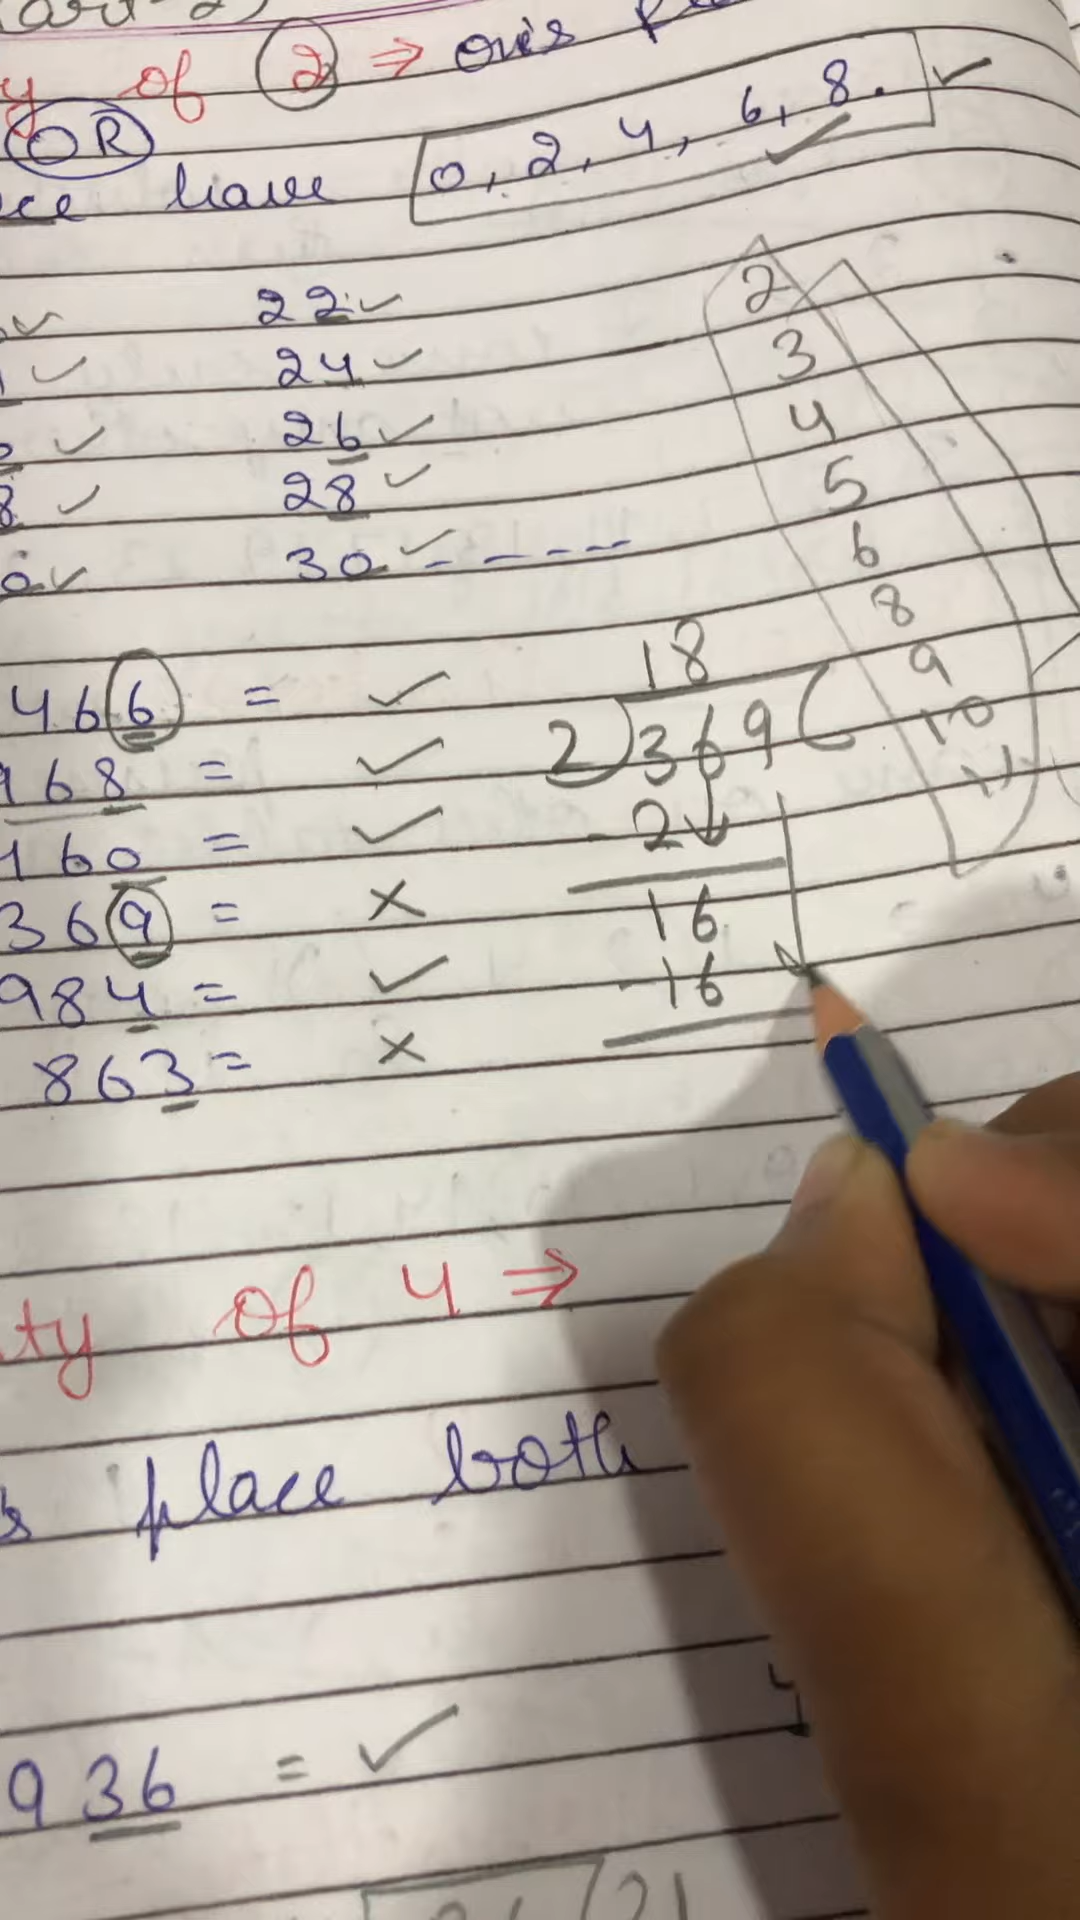 of 2 ⇒ one's
OR
have 0, 2, 4, 6, 8.
22 ✓
24 ✓
26 ✓
28 ✓
30 ✓ - - - - -
2
3
4
5
6
8
9
10
11
466 = ✓
968 = ✓
160 = ✓
369 = ×
984 = ✓
863 = ×
18
2)369(
-2↓
16
-16
ty of 4 ⇒
's place both
936 = ✓
4